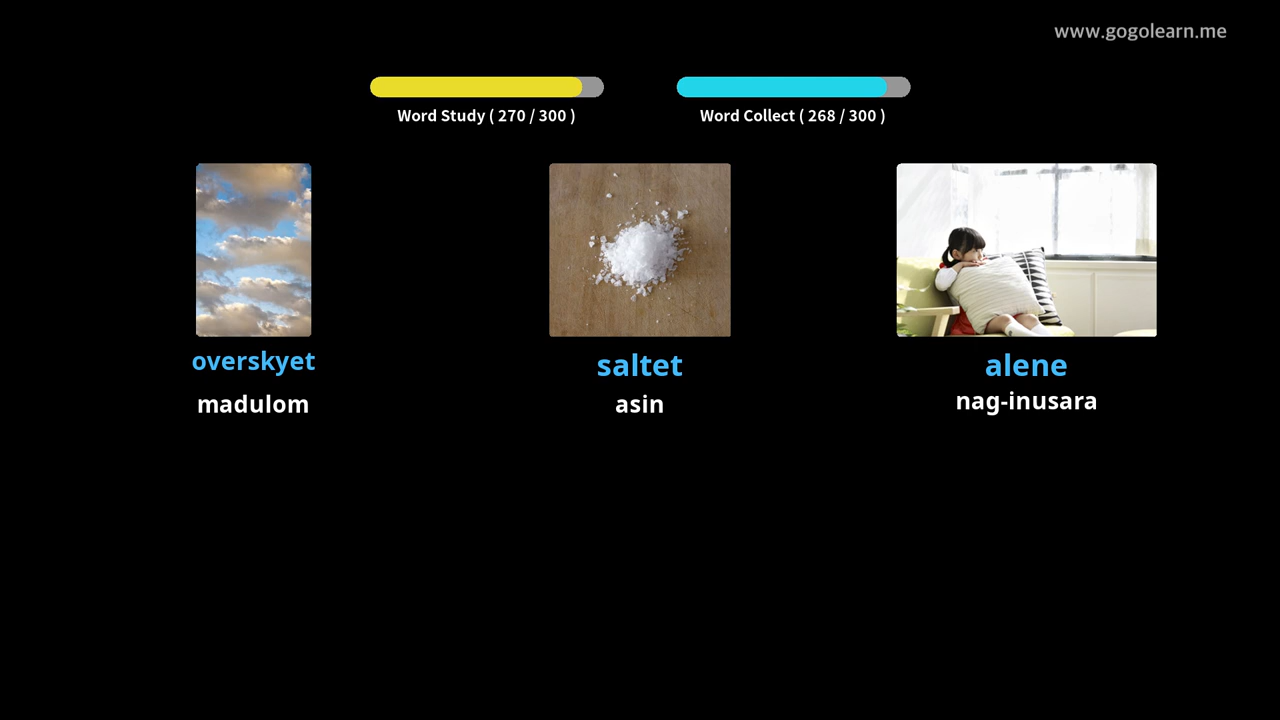 www.gogolearn.me
Word Study ( 270 / 300 )
Word Collect ( 268 / 300 )
overskyet
saltet
alene
madulom
asin
nag-inusara